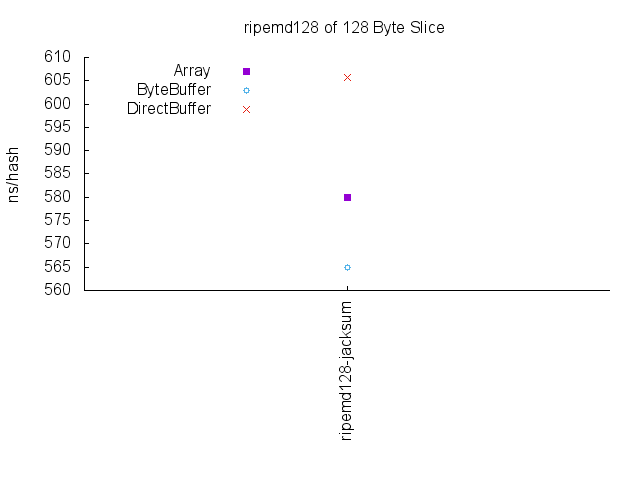 ripemd128 of 128 Byte Slice
610
605
600
595
590
585
580
575
570
565
560
ns/hash
Array
ByteBuffer
DirectBuffer
ripemd128-jacksum